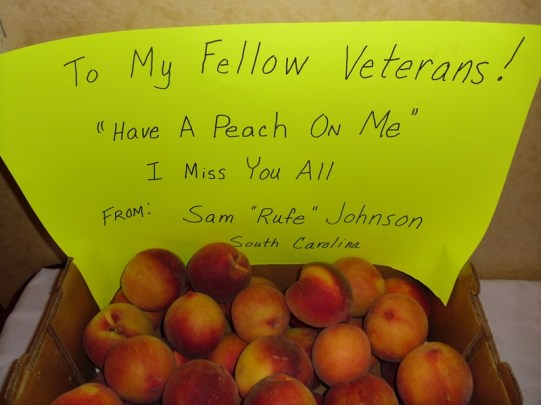 To My Fellow Veterans!
"Have A Peach On Me"
I Miss You All
From: Sam "Rufe" Johnson
South Carolina